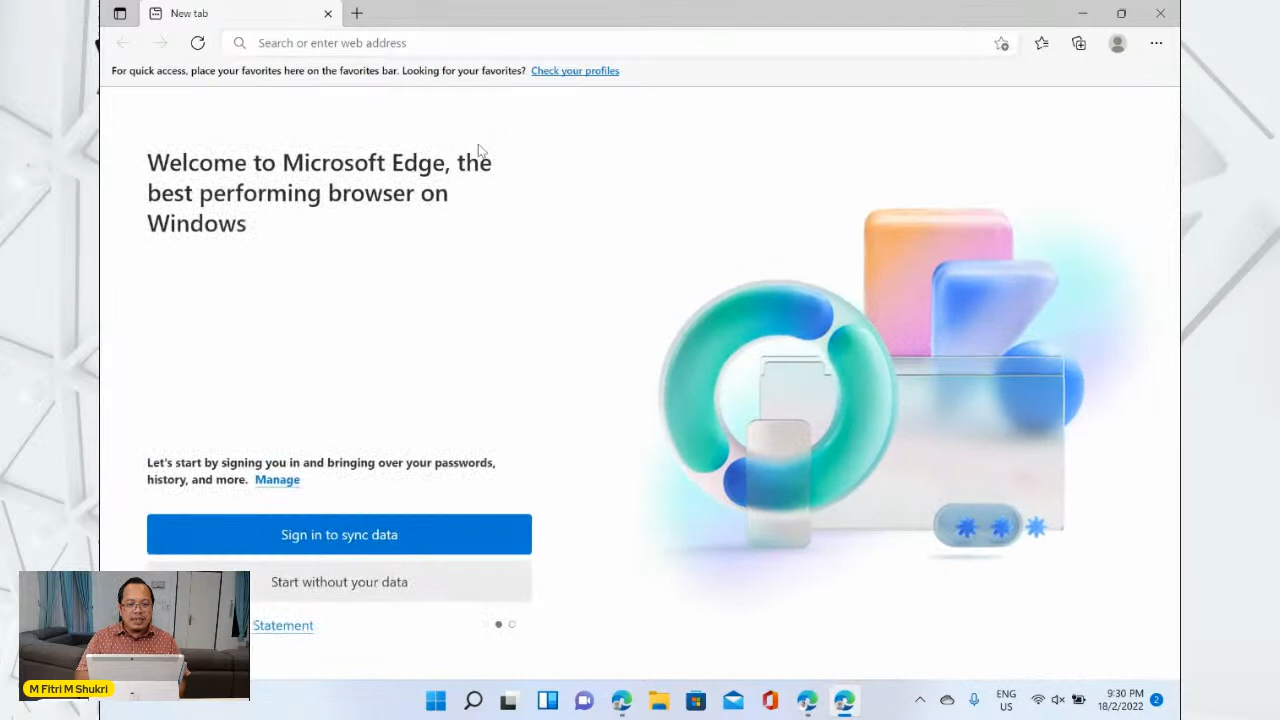 New tab
Search or enter web address
For quick access, place your favorites here on the favorites bar. Looking for your favorites? Check your profiles
Welcome to Microsoft Edge, the
best performing browser on
Windows
Let's start by signing you in and bringing over your passwords,
history, and more. Manage
Sign in to sync data
Start without your data
Statement
M Fitri M Shukri
ENG
US
9:30 PM
18/2/2022
2